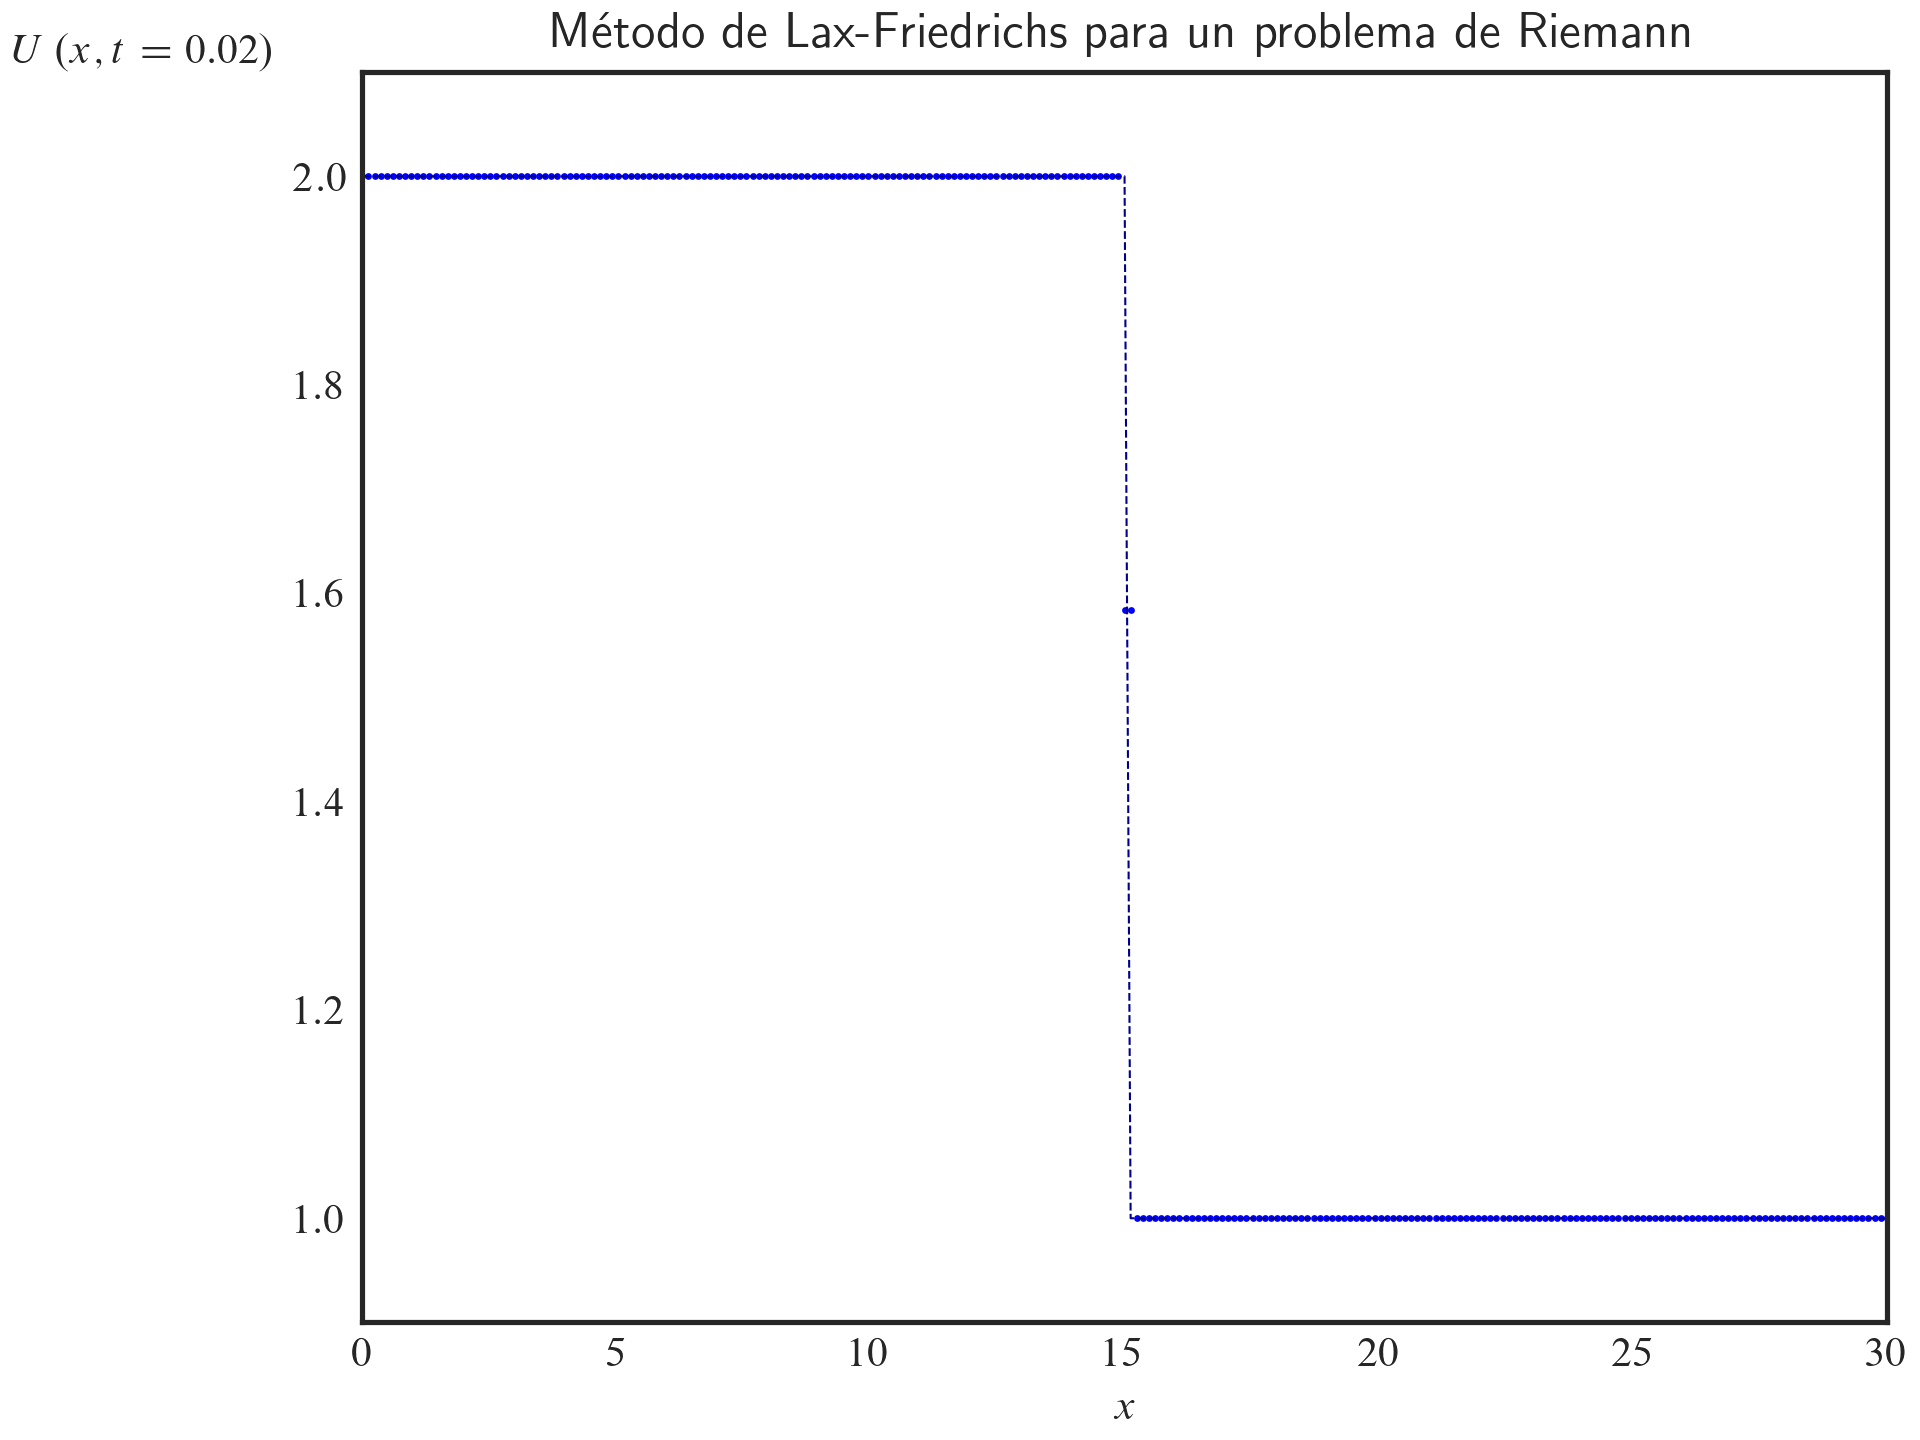 Método de Lax-Friedrichs para un problema de Riemann
U (x, t = 0.02)
2.0
1.8
1.6
1.4
1.2
1.0
0 5 10 15 20 25 30
x